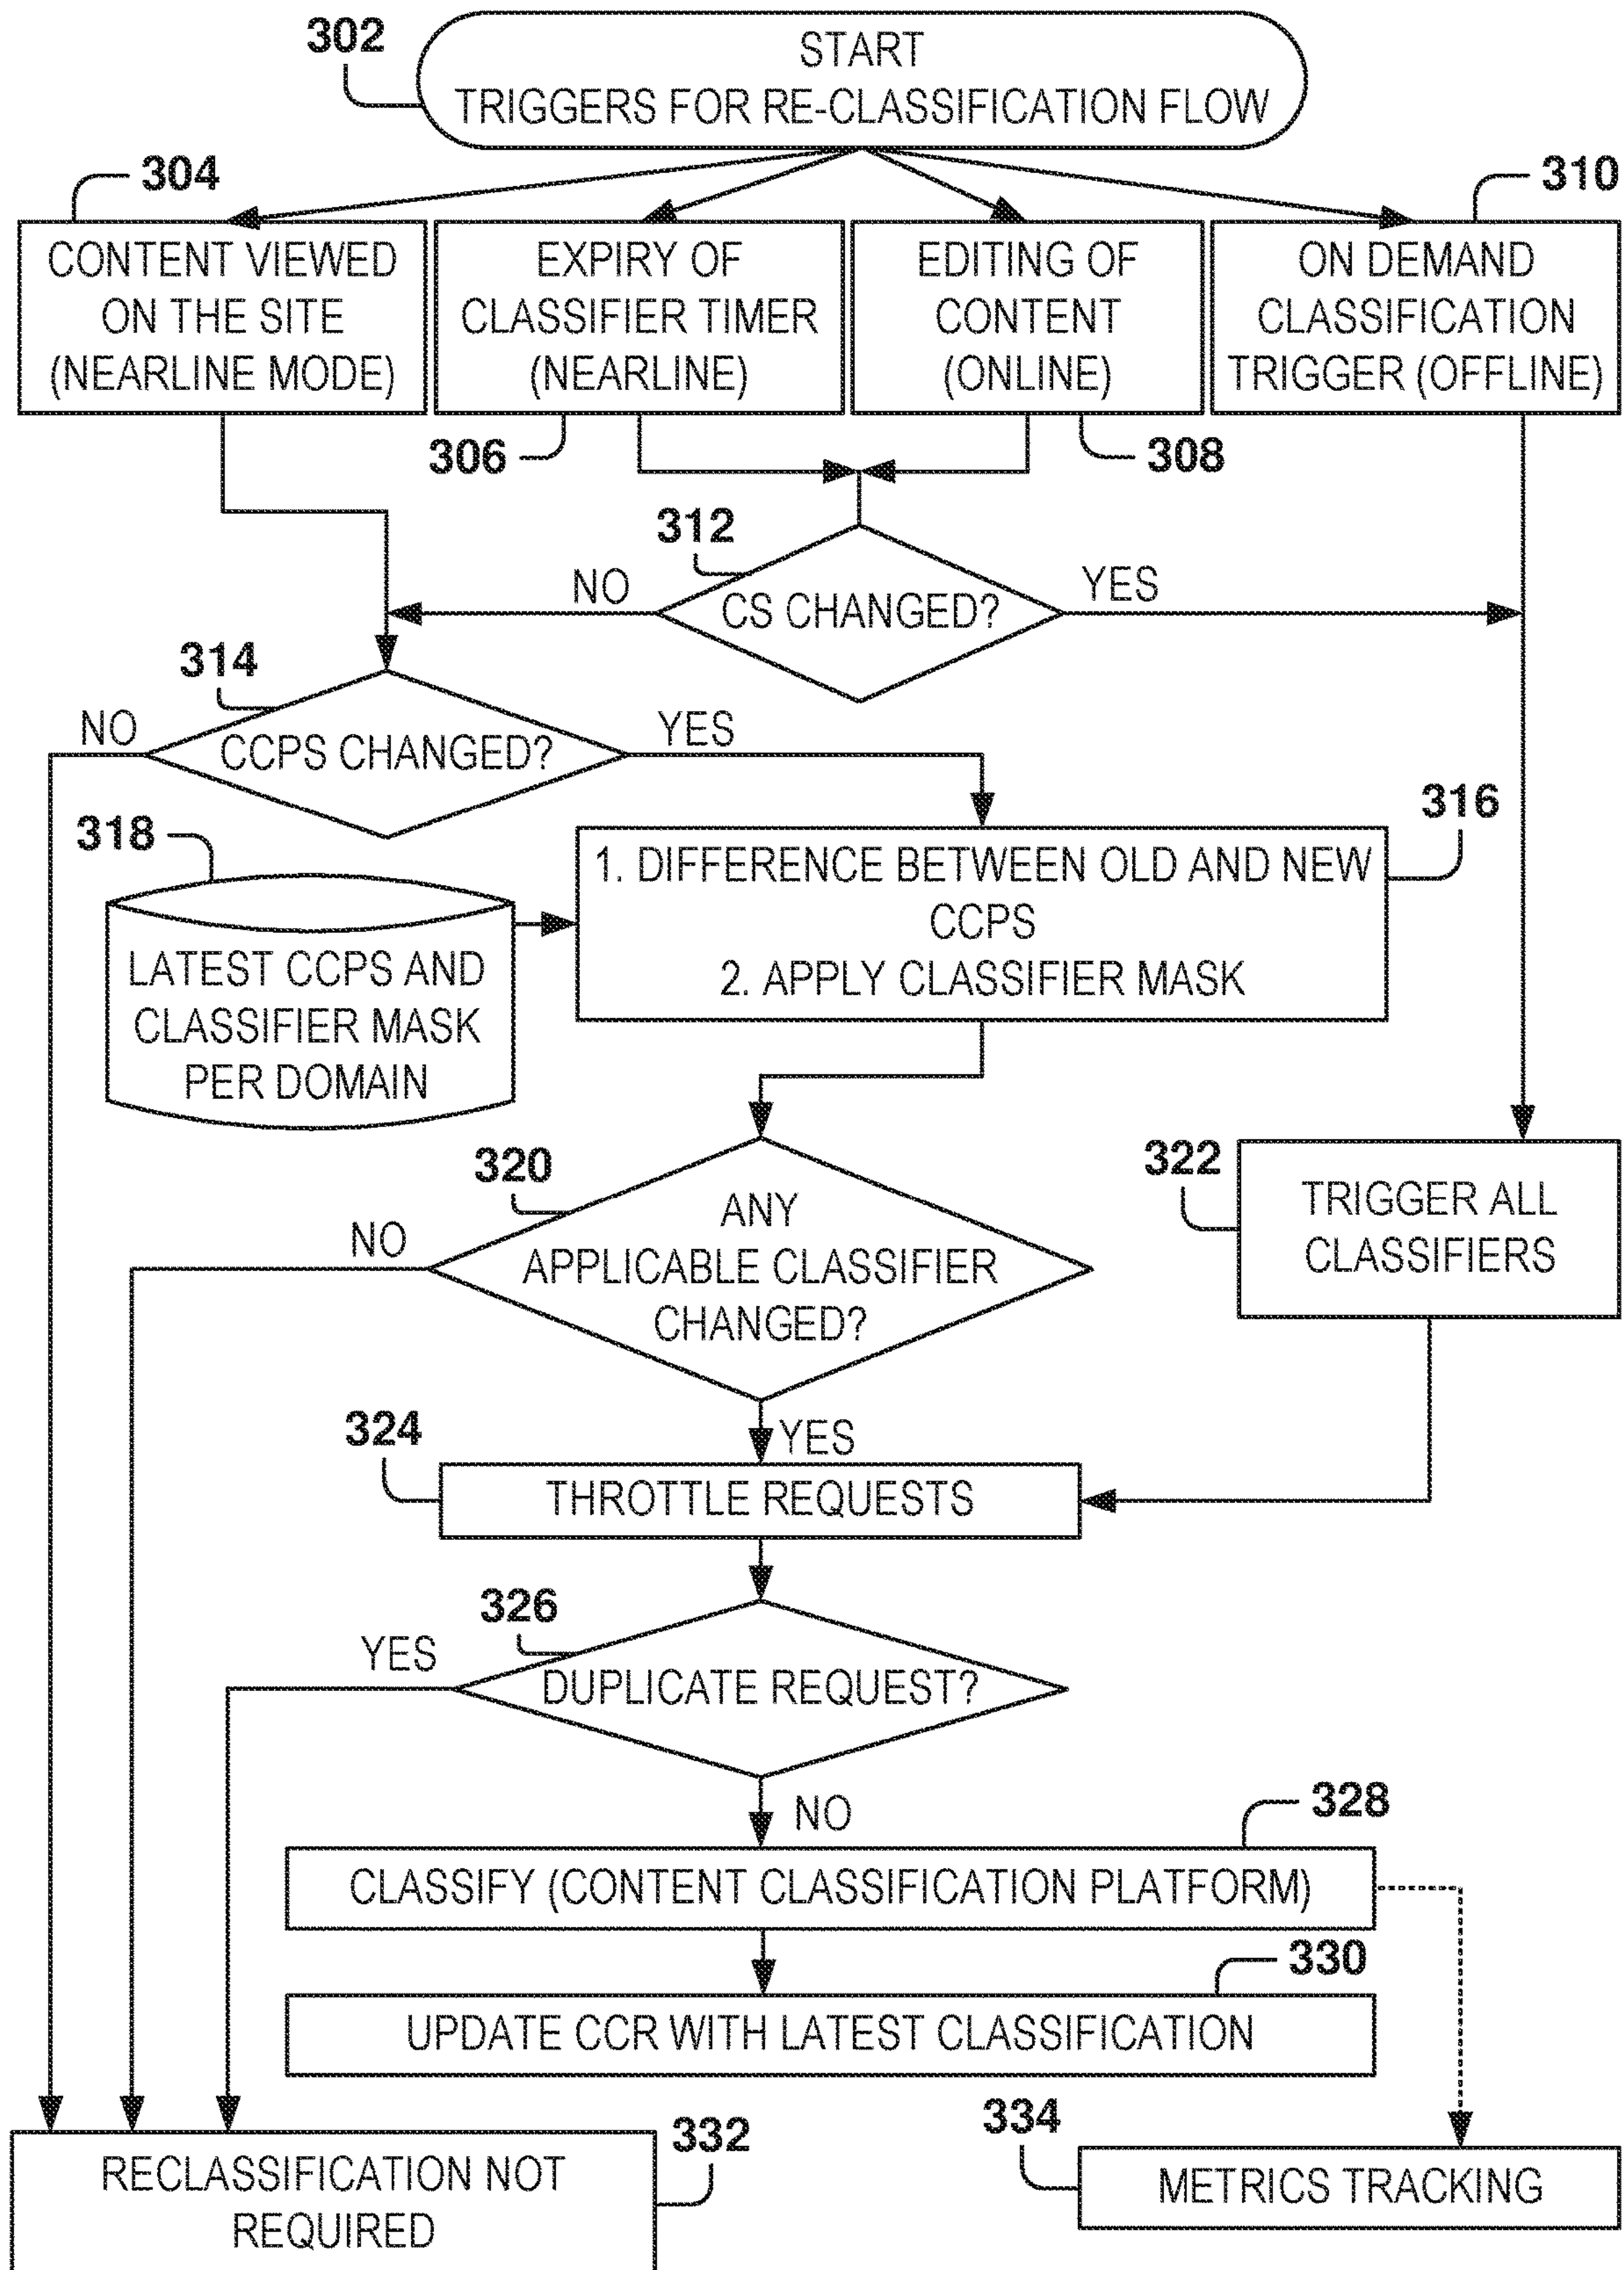 302
START
TRIGGERS FOR RE-CLASSIFICATION FLOW
304
310
CONTENT VIEWED
ON THE SITE
(NEARLINE MODE)
EXPIRY OF
CLASSIFIER TIMER
(NEARLINE)
EDITING OF
CONTENT
(ONLINE)
ON DEMAND
CLASSIFICATION
TRIGGER (OFFLINE)
306
308
312
NO
CS CHANGED?
YES
314
NO
CCPS CHANGED?
YES
316
318
1. DIFFERENCE BETWEEN OLD AND NEW
CCPS
2. APPLY CLASSIFIER MASK
LATEST CCPS AND
CLASSIFIER MASK
PER DOMAIN
320
322
NO
ANY
APPLICABLE CLASSIFIER
CHANGED?
TRIGGER ALL
CLASSIFIERS
324
YES
THROTTLE REQUESTS
326
YES
DUPLICATE REQUEST?
NO
328
CLASSIFY (CONTENT CLASSIFICATION PLATFORM)
330
UPDATE CCR WITH LATEST CLASSIFICATION
332
334
RECLASSIFICATION NOT
REQUIRED
METRICS TRACKING